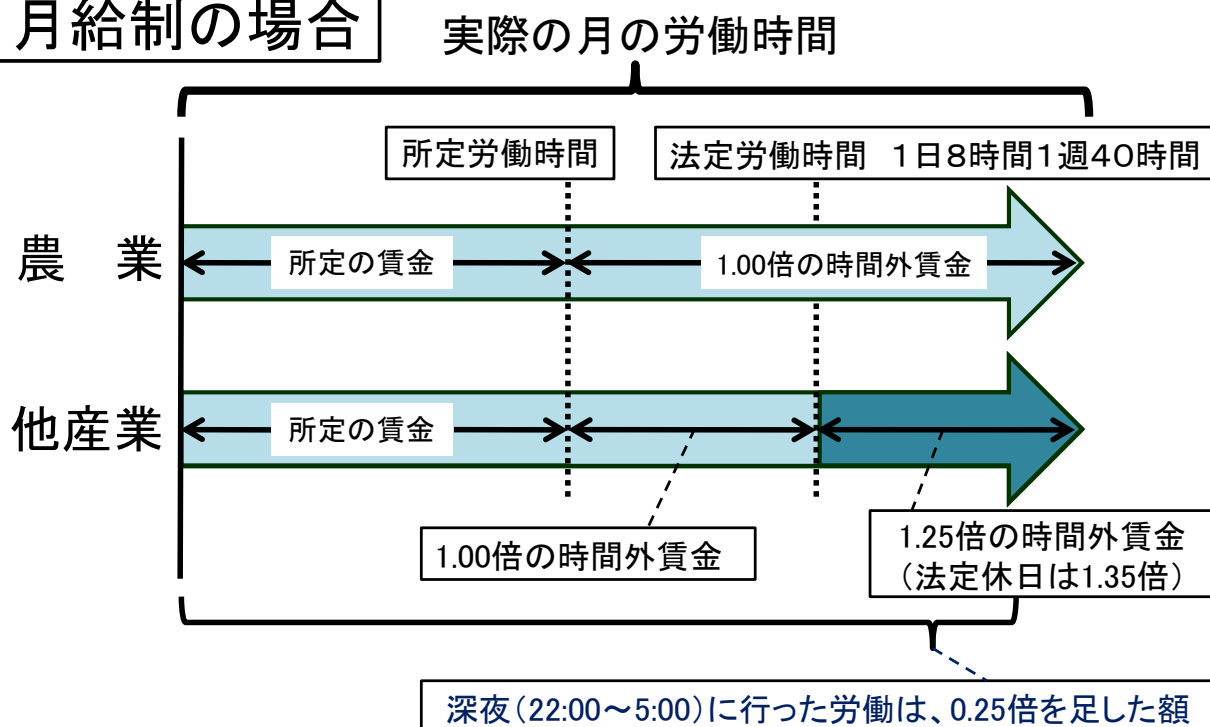 月給制の場合
実際の月の労働時間
所定労働時間
法定労働時間 1日8時間1週40時間
農 業
所定の賃金
1.00倍の時間外賃金
他産業
所定の賃金
1.00倍の時間外賃金
1.25倍の時間外賃金
（法定休日は1.35倍）
深夜（22:00～5:00）に行った労働は、0.25倍を足した額